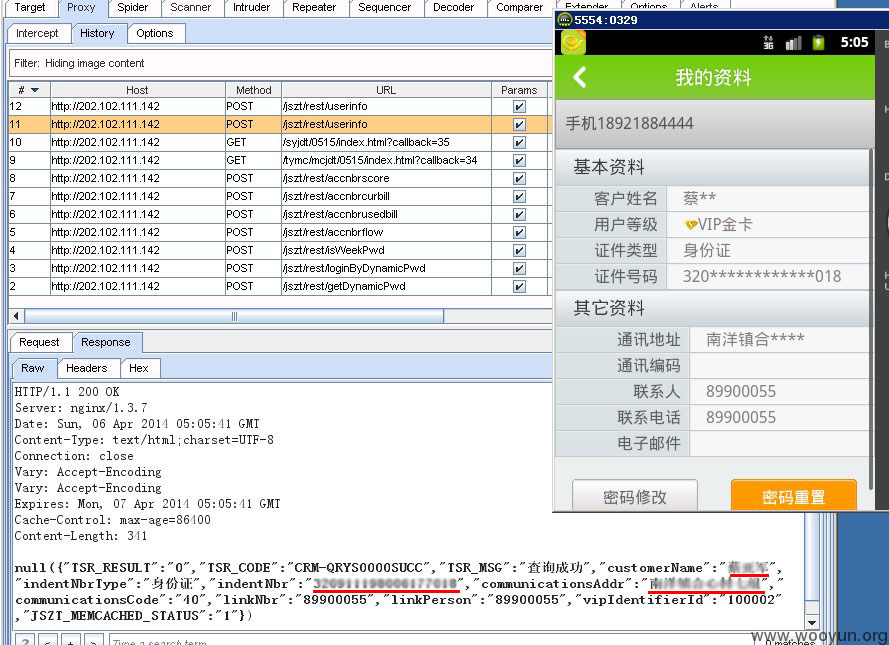 Target Proxy Spider Scanner Intruder Repeater Sequencer Decoder Comparer Extender Options Alerts
Intercept History Options
Filter: Hiding image content
# Host Method URL Params
12 http://202.102.111.142 POST /jszt/rest/userinfo
11 http://202.102.111.142 POST /jszt/rest/userinfo
10 http://202.102.111.142 GET /syjdt/0515/index.html?callback=35
9 http://202.102.111.142 GET /tymc/mcjdt/0515/index.html?callback=34
8 http://202.102.111.142 POST /jszt/rest/accnbrscore
7 http://202.102.111.142 POST /jszt/rest/accnbrcurbill
6 http://202.102.111.142 POST /jszt/rest/accnbrusedbill
5 http://202.102.111.142 POST /jszt/rest/accnbrflow
4 http://202.102.111.142 POST /jszt/rest/isWeekPwd
3 http://202.102.111.142 POST /jszt/rest/loginByDynamicPwd
2 http://202.102.111.142 POST /jszt/rest/getDynamicPwd
Request Response
Raw Headers Hex
HTTP/1.1 200 OK
Server: nginx/1.3.7
Date: Sun, 06 Apr 2014 05:05:41 GMT
Content-Type: text/html;charset=UTF-8
Connection: close
Vary: Accept-Encoding
Vary: Accept-Encoding
Expires: Mon, 07 Apr 2014 05:05:41 GMT
Cache-Control: max-age=86400
Content-Length: 341
null({"TSR_RESULT":"0","TSR_CODE":"CRM-QRYS0000SUCC","TSR_MSG":"查询成功","customerName":"
"indentNbrType":"身份证","indentNbr":" ","communicationsAddr":" ","
communicationsCode":"40","linkNbr":"89900055","linkPerson":"89900055","vipIdentifierId":"100002"
,"JSZT_MEMCACHED_STATUS":"1"})
? < + > Type a search term
0 matches
5554:0329
3G 5:05
我的资料
手机18921884444
基本资料
客户姓名 蔡**
用户等级 VIP金卡
证件类型 身份证
证件号码 320************018
其它资料
通讯地址 南洋镇合****
通讯编码
联系人 89900055
联系电话 89900055
电子邮件
密码修改 密码重置
www.wooyun.org